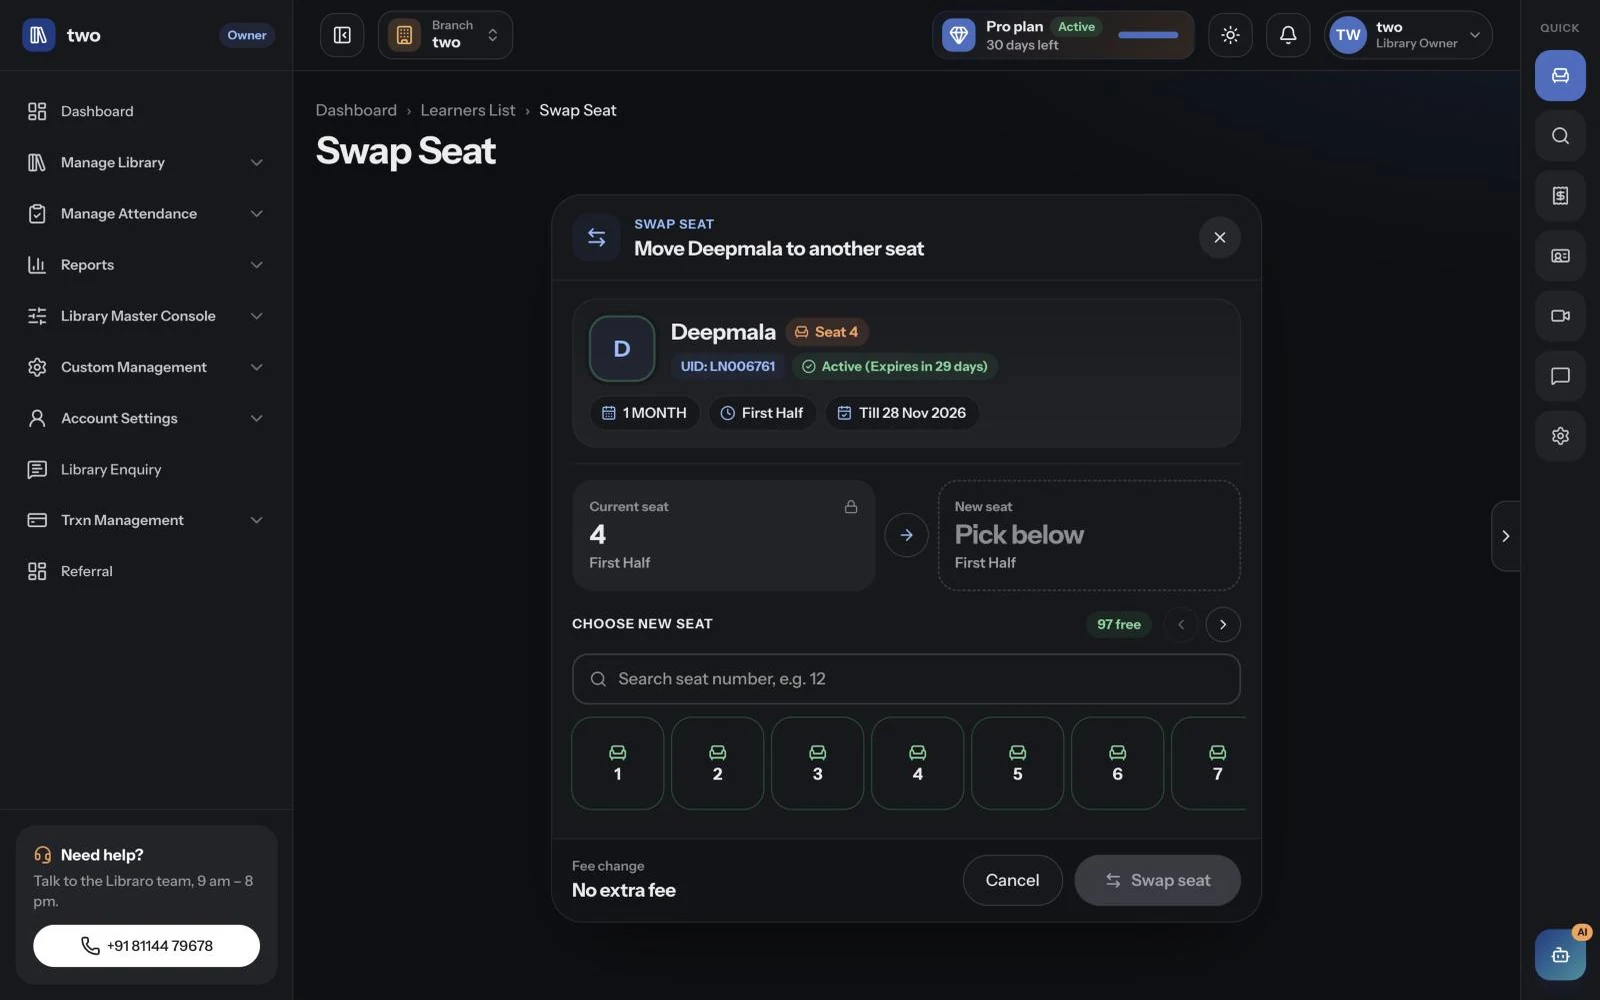 two
Owner
Dashboard
Manage Library
Manage Attendance
Reports
Library Master Console
Custom Management
Account Settings
Library Enquiry
Trxn Management
Referral
Need help?
Talk to the Libraro team, 9 am – 8
pm.
+91 81144 79678
Branch
two
Pro plan Active
30 days left
TW
two
Library Owner
Dashboard › Learners List › Swap Seat
Swap Seat
SWAP SEAT
Move Deepmala to another seat
D
Deepmala Seat 4
UID: LN006761 Active (Expires in 29 days)
1 MONTH First Half Till 28 Nov 2026
Current seat
4
First Half
New seat
Pick below
First Half
CHOOSE NEW SEAT 97 free
Search seat number, e.g. 12
1 2 3 4 5 6 7
Fee change
No extra fee
Cancel Swap seat
QUICK
AI